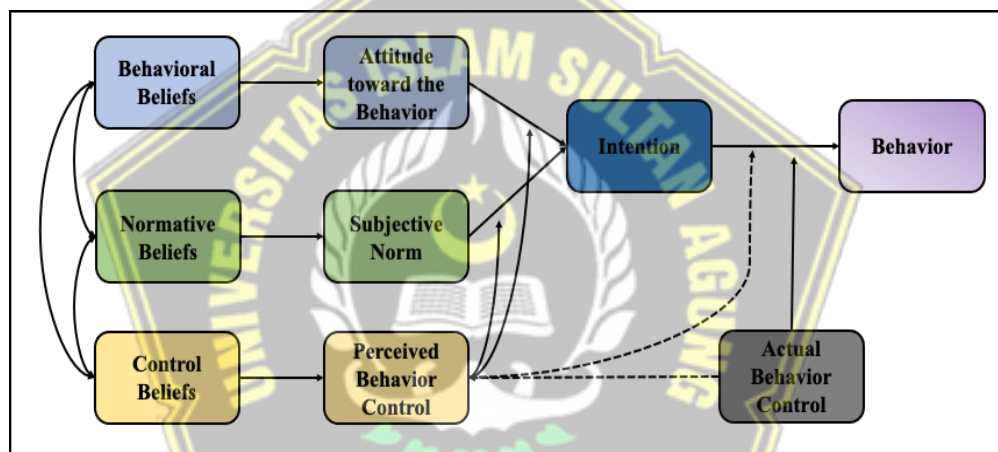 Behavioral
Beliefs
Attitude
toward the
Behavior
Intention
Behavior
Normative
Beliefs
Subjective
Norm
Control
Beliefs
Perceived
Behavior
Control
Actual
Behavior
Control
UNIVERSITAS ISLAM SULTAN AGUNG